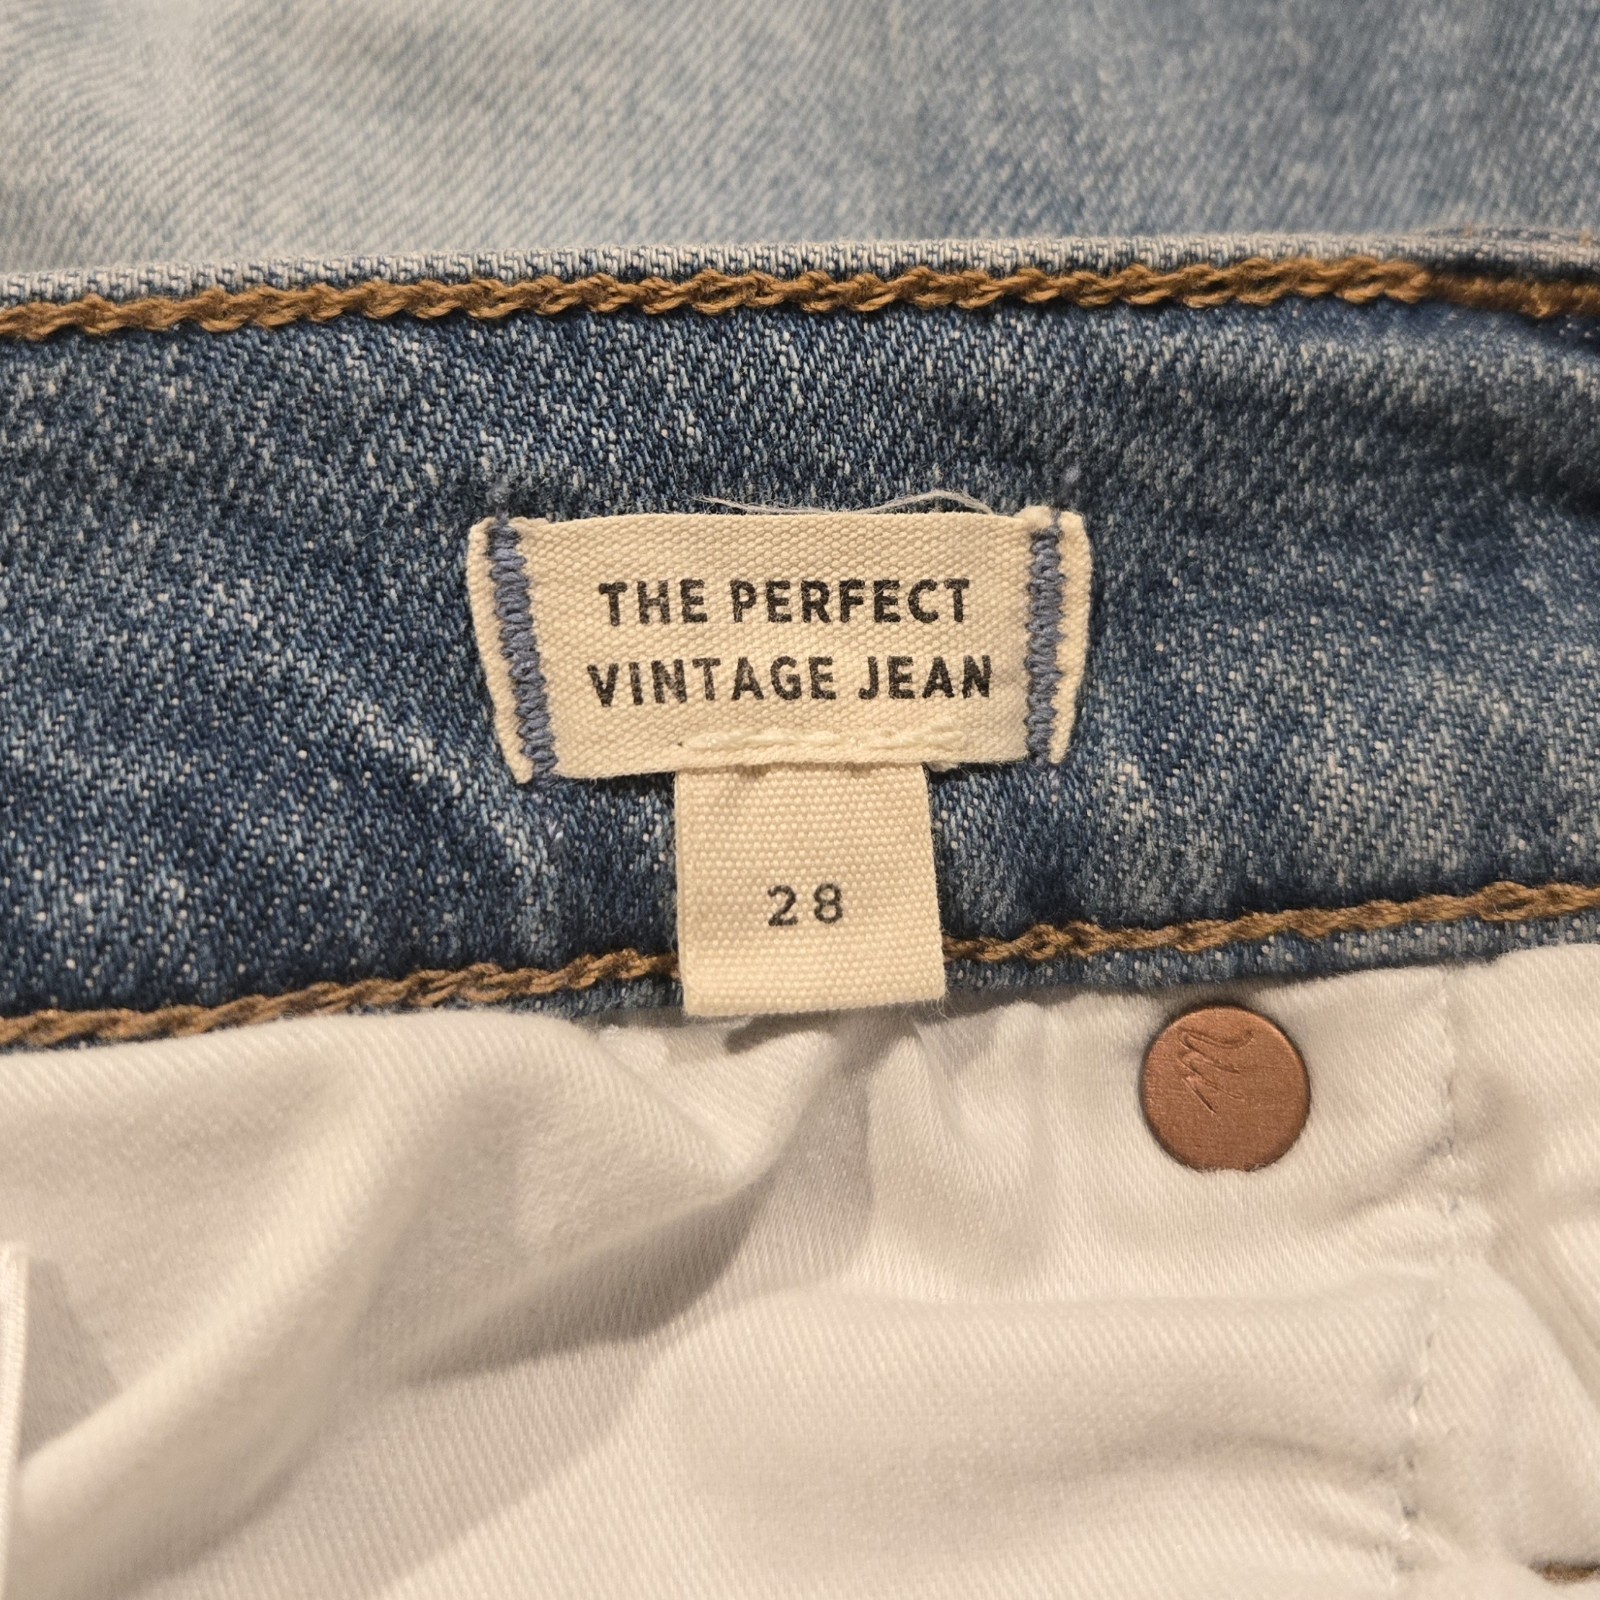 THE PERFECT
VINTAGE JEAN
28